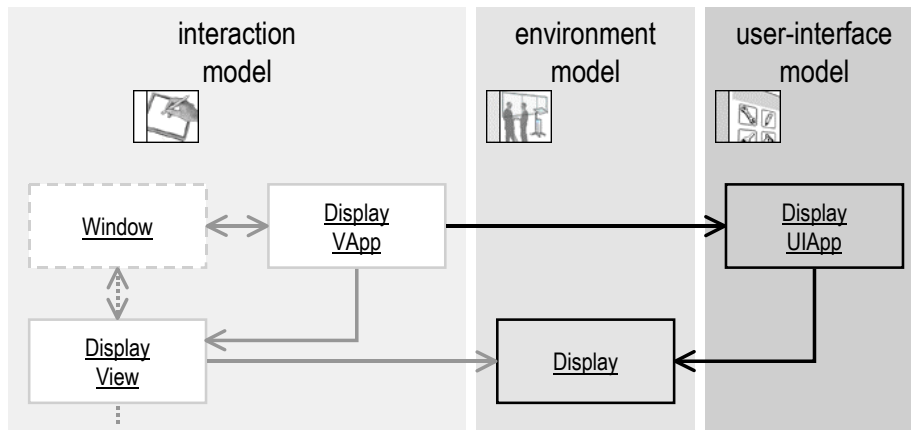 interaction
model
environment
model
user-interface
model
Window
Display
VApp
Display
UIApp
Display
View
Display